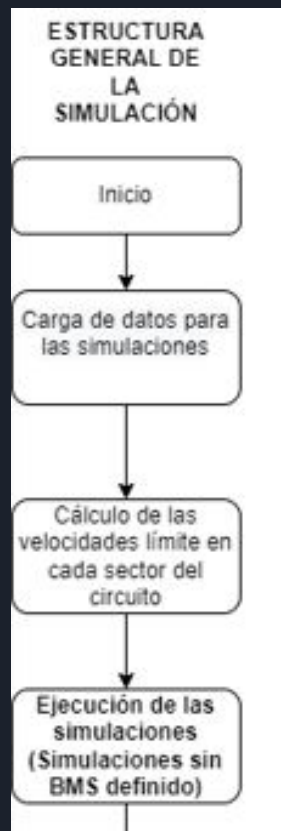 ESTRUCTURA
GENERAL DE
LA
SIMULACIÓN
Inicio
Carga de datos para
las simulaciones
Cálculo de las
velocidades límite en
cada sector del
circuito
Ejecución de las
simulaciones
(Simulaciones sin
BMS definido)